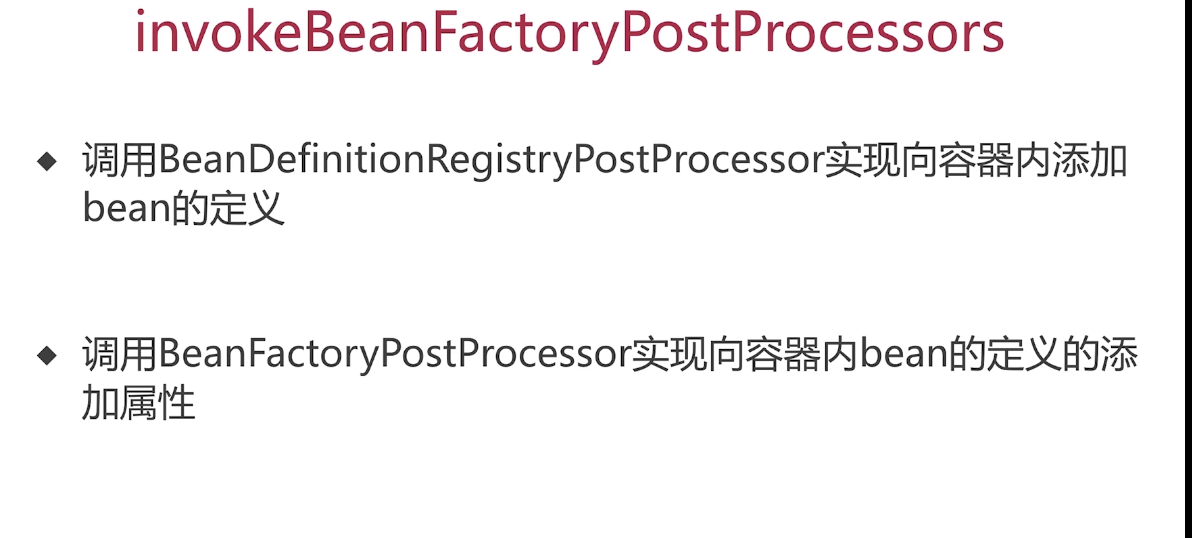 invokeBeanFactoryPostProcessors
◆ 调用BeanDefinitionRegistryPostProcessor实现向容器内添加
bean的定义
◆ 调用BeanFactoryPostProcessor实现向容器内bean的定义的添
加属性